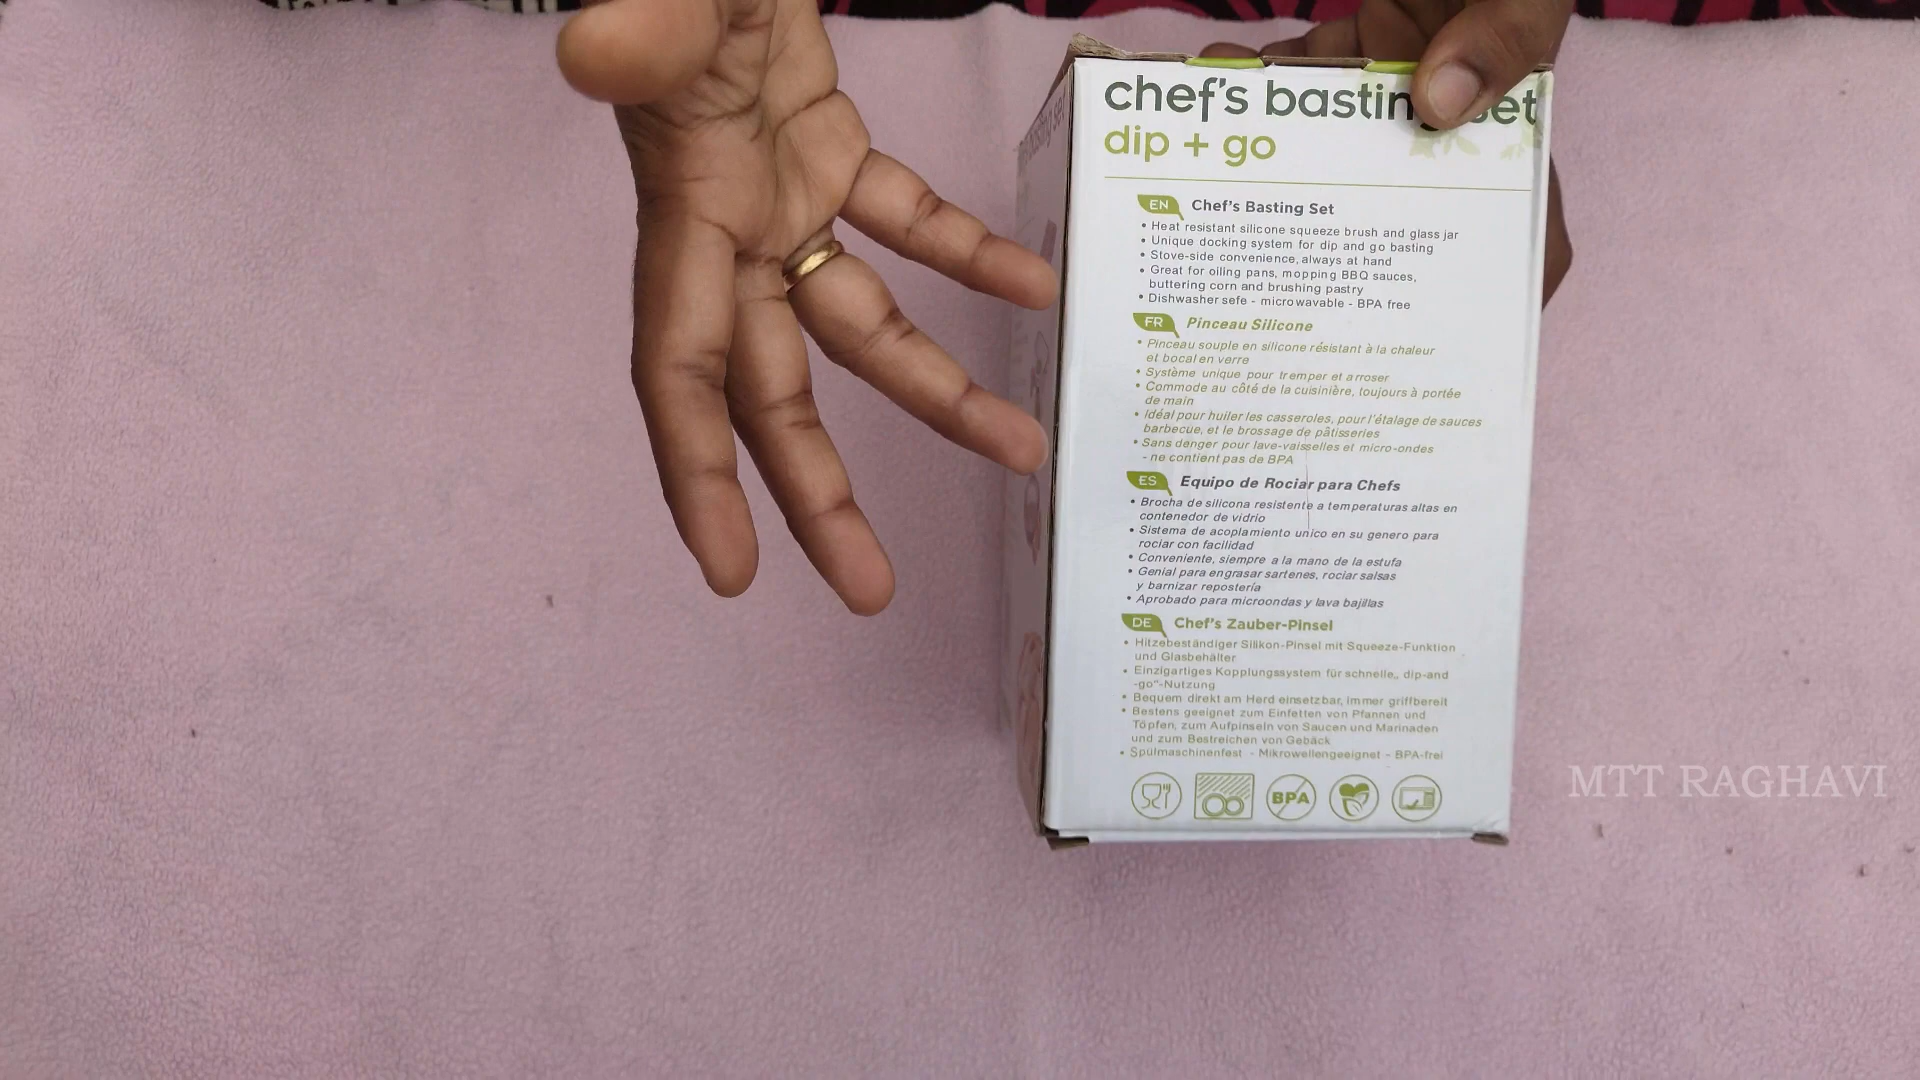 chef's basting set
dip + go
EN Chef's Basting Set
• Heat resistant silicone squeeze brush and glass jar
• Unique docking system for dip and go basting
• Stove-side convenience, always at hand
• Great for oiling pans, mopping BBQ sauces,
buttering corn and brushing pastry
• Dishwasher sefe - microwavable - BPA free
FR Pinceau Silicone
• Pinceau souple en silicone résistant à la chaleur
et bocal en verre
• Système unique pour tremper et arroser
• Commode au côté de la cuisinière, toujours à portée
de main
• Idéal pour huiler les casseroles, pour l'étalage de sauces
barbecue, et le brossage de pâtisseries
• Sans danger pour lave-vaisselles et micro-ondes
- ne contient pas de BPA
ES Equipo de Rociar para Chefs
• Brocha de silicona resistente a temperaturas altas en
contenedor de vidrio
• Sistema de acoplamiento unico en su genero para
rociar con facilidad
• Conveniente, siempre a la mano de la estufa
• Genial para engrasar sartenes, rociar salsas
y barnizar repostería
• Aprobado para microondas y lava bajillas
DE Chef's Zauber-Pinsel
• Hitzebeständiger Silikon-Pinsel mit Squeeze-Funktion
und Glasbehälter
• Einzigartiges Kopplungssystem für schnelle,, dip-and
-go"-Nutzung
• Bequem direkt am Herd einsetzbar, immer griffbereit
• Bestens geeignet zum Einfetten von Pfannen und
Töpfen, zum Aufpinseln von Saucen und Marinaden
und zum Bestreichen von Gebäck
• Spülmaschinenfest - Mikrowellengeeignet - BPA-frei
BPA
MTT RAGHAVI